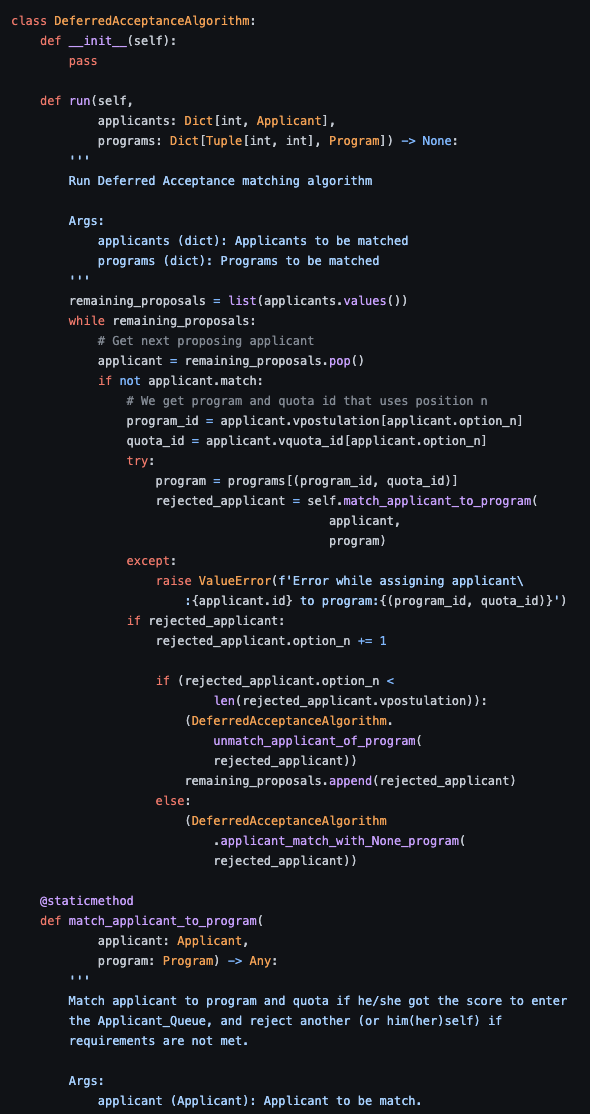 class DeferredAcceptanceAlgorithm:
    def __init__(self):
        pass

    def run(self,
            applicants: Dict[int, Applicant],
            programs: Dict[Tuple[int, int], Program]) -> None:
        '''
        Run Deferred Acceptance matching algorithm

        Args:
            applicants (dict): Applicants to be matched
            programs (dict): Programs to be matched
        '''
        remaining_proposals = list(applicants.values())
        while remaining_proposals:
            # Get next proposing applicant
            applicant = remaining_proposals.pop()
            if not applicant.match:
                # We get program and quota id that uses position n
                program_id = applicant.vpostulation[applicant.option_n]
                quota_id = applicant.vquota_id[applicant.option_n]
                try:
                    program = programs[(program_id, quota_id)]
                    rejected_applicant = self.match_applicant_to_program(
                                            applicant,
                                            program)
                except:
                    raise ValueError(f'Error while assigning applicant\
                        :{applicant.id} to program:{(program_id, quota_id)}')
                if rejected_applicant:
                    rejected_applicant.option_n += 1

                    if (rejected_applicant.option_n <
                            len(rejected_applicant.vpostulation)):
                        (DeferredAcceptanceAlgorithm.
                            unmatch_applicant_of_program(
                            rejected_applicant))
                        remaining_proposals.append(rejected_applicant)
                    else:
                        (DeferredAcceptanceAlgorithm
                            .applicant_match_with_None_program(
                            rejected_applicant))

    @staticmethod
    def match_applicant_to_program(
            applicant: Applicant,
            program: Program) -> Any:
        '''
        Match applicant to program and quota if he/she got the score to enter
        the Applicant_Queue, and reject another (or him(her)self) if
        requirements are not met.

        Args:
            applicant (Applicant): Applicant to be match.